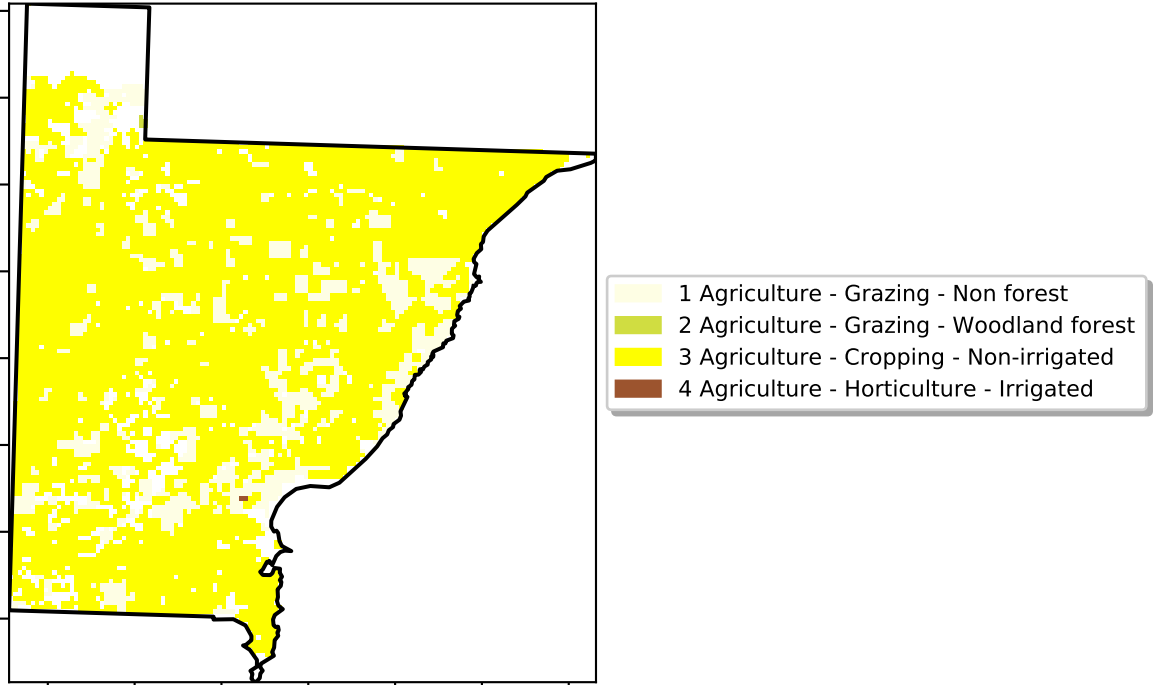 1 Agriculture - Grazing - Non forest
2 Agriculture - Grazing - Woodland forest
3 Agriculture - Cropping - Non-irrigated
4 Agriculture - Horticulture - Irrigated